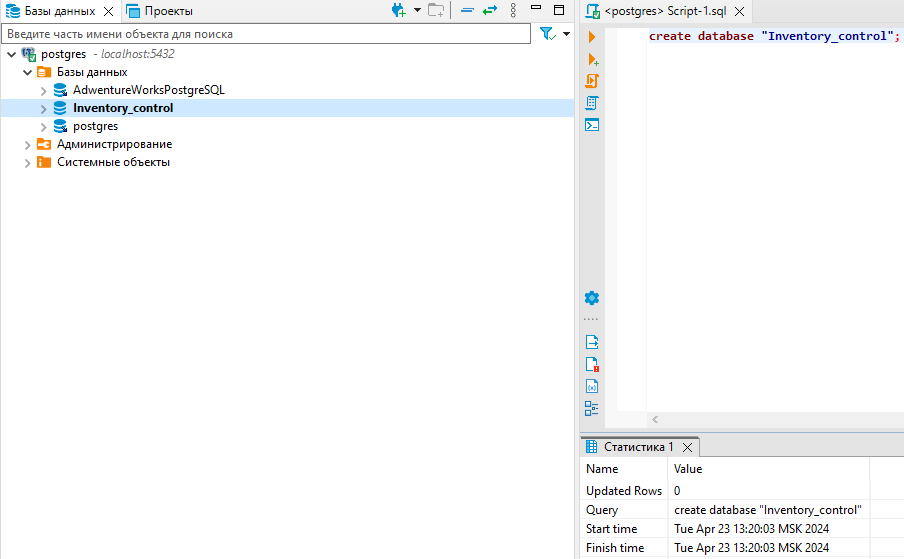 Базы данных
Проекты
Введите часть имени объекта для поиска
postgres - localhost:5432
Базы данных
AdwentureWorksPostgreSQL
Inventory_control
postgres
Администрирование
Системные объекты
<postgres> Script-1.sql
create database "Inventory_control";
Статистика 1
Name Value
Updated Rows 0
Query create database "Inventory_control"
Start time Tue Apr 23 13:20:03 MSK 2024
Finish time Tue Apr 23 13:20:03 MSK 2024